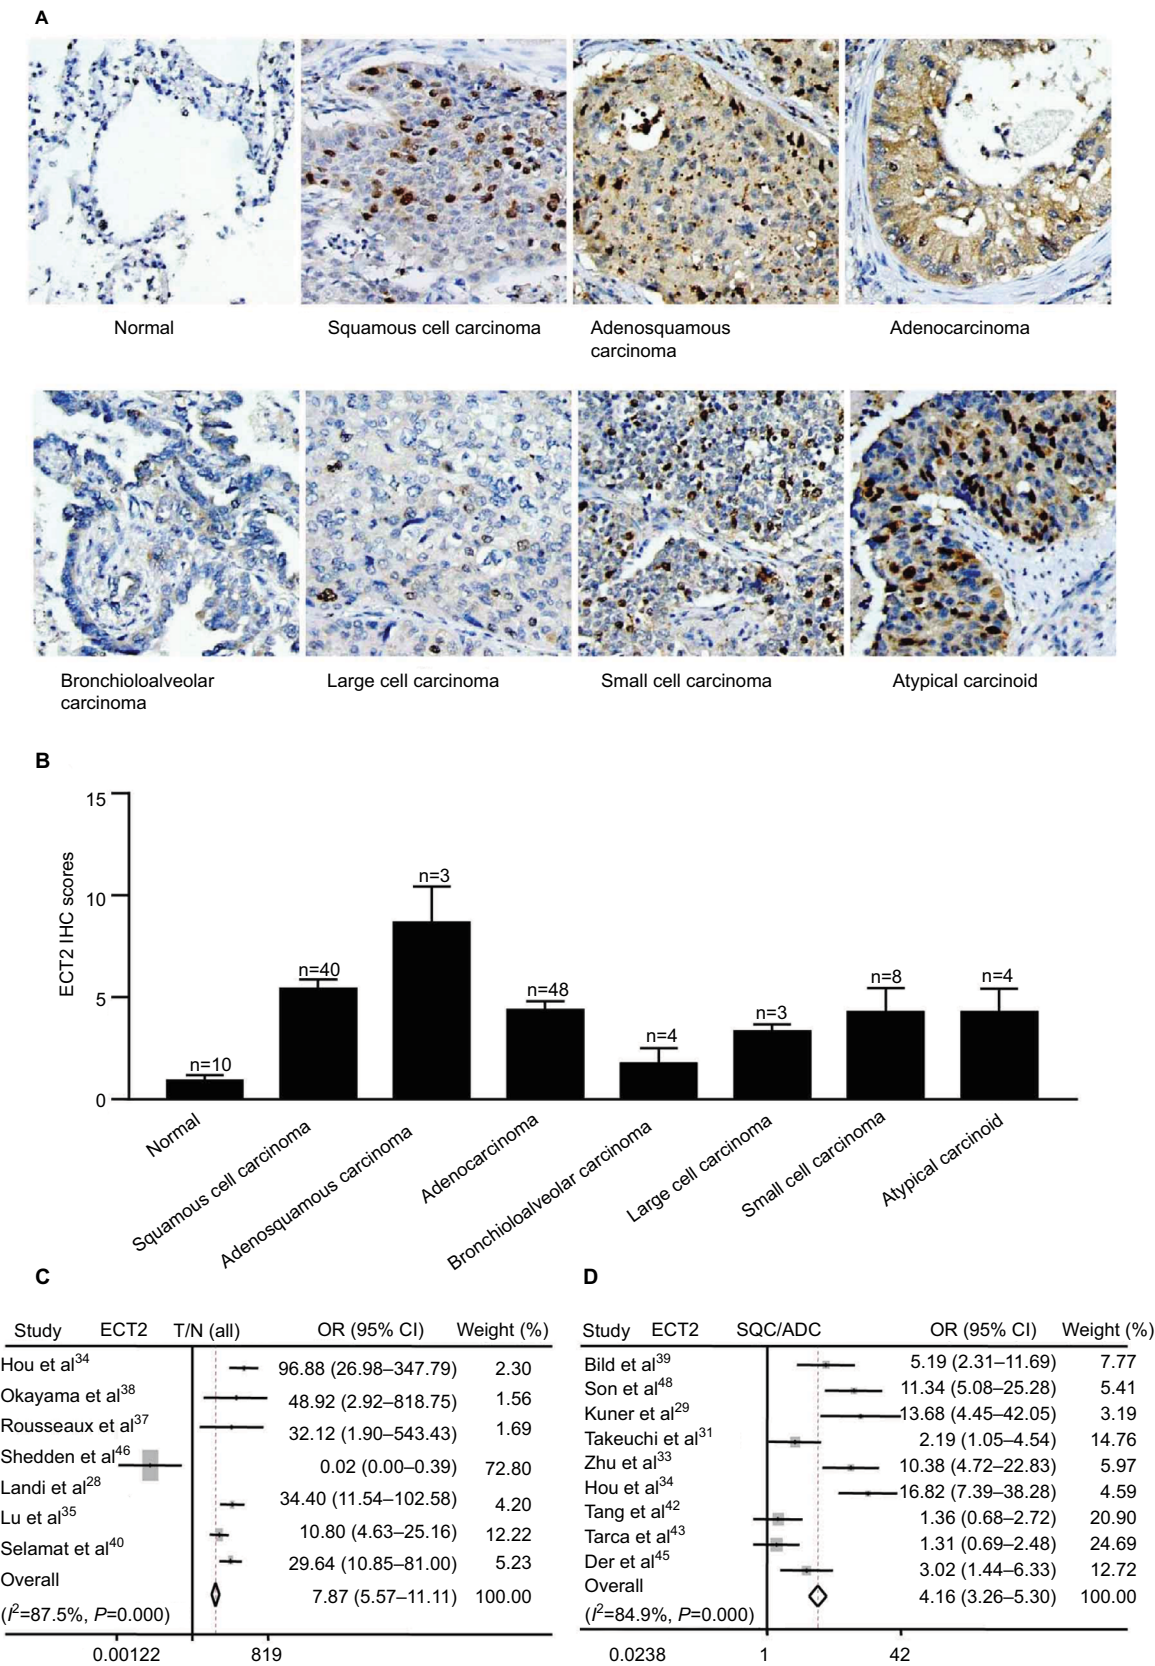 A
Normal
Squamous cell carcinoma
Adenosquamous
carcinoma
Adenocarcinoma
Bronchioloalveolar
carcinoma
Large cell carcinoma
Small cell carcinoma
Atypical carcinoid
B
ECT2 IHC scores
15
10
5
0
n=10
n=40
n=3
n=48
n=4
n=3
n=8
n=4
Normal
Squamous cell carcinoma
Adenosquamous carcinoma
Adenocarcinoma
Bronchioloalveolar carcinoma
Large cell carcinoma
Small cell carcinoma
Atypical carcinoid
C
Study ECT2 T/N (all) OR (95% CI) Weight (%)
Hou et al34 96.88 (26.98–347.79) 2.30
Okayama et al38 48.92 (2.92–818.75) 1.56
Rousseaux et al37 32.12 (1.90–543.43) 1.69
Shedden et al46 0.02 (0.00–0.39) 72.80
Landi et al28 34.40 (11.54–102.58) 4.20
Lu et al35 10.80 (4.63–25.16) 12.22
Selamat et al40 29.64 (10.85–81.00) 5.23
Overall 7.87 (5.57–11.11) 100.00
(I2=87.5%, P=0.000)
0.00122 819
D
Study ECT2 SQC/ADC OR (95% CI) Weight (%)
Bild et al39 5.19 (2.31–11.69) 7.77
Son et al48 11.34 (5.08–25.28) 5.41
Kuner et al29 13.68 (4.45–42.05) 3.19
Takeuchi et al31 2.19 (1.05–4.54) 14.76
Zhu et al33 10.38 (4.72–22.83) 5.97
Hou et al34 16.82 (7.39–38.28) 4.59
Tang et al42 1.36 (0.68–2.72) 20.90
Tarca et al43 1.31 (0.69–2.48) 24.69
Der et al45 3.02 (1.44–6.33) 12.72
Overall 4.16 (3.26–5.30) 100.00
(I2=84.9%, P=0.000)
0.0238 1 42